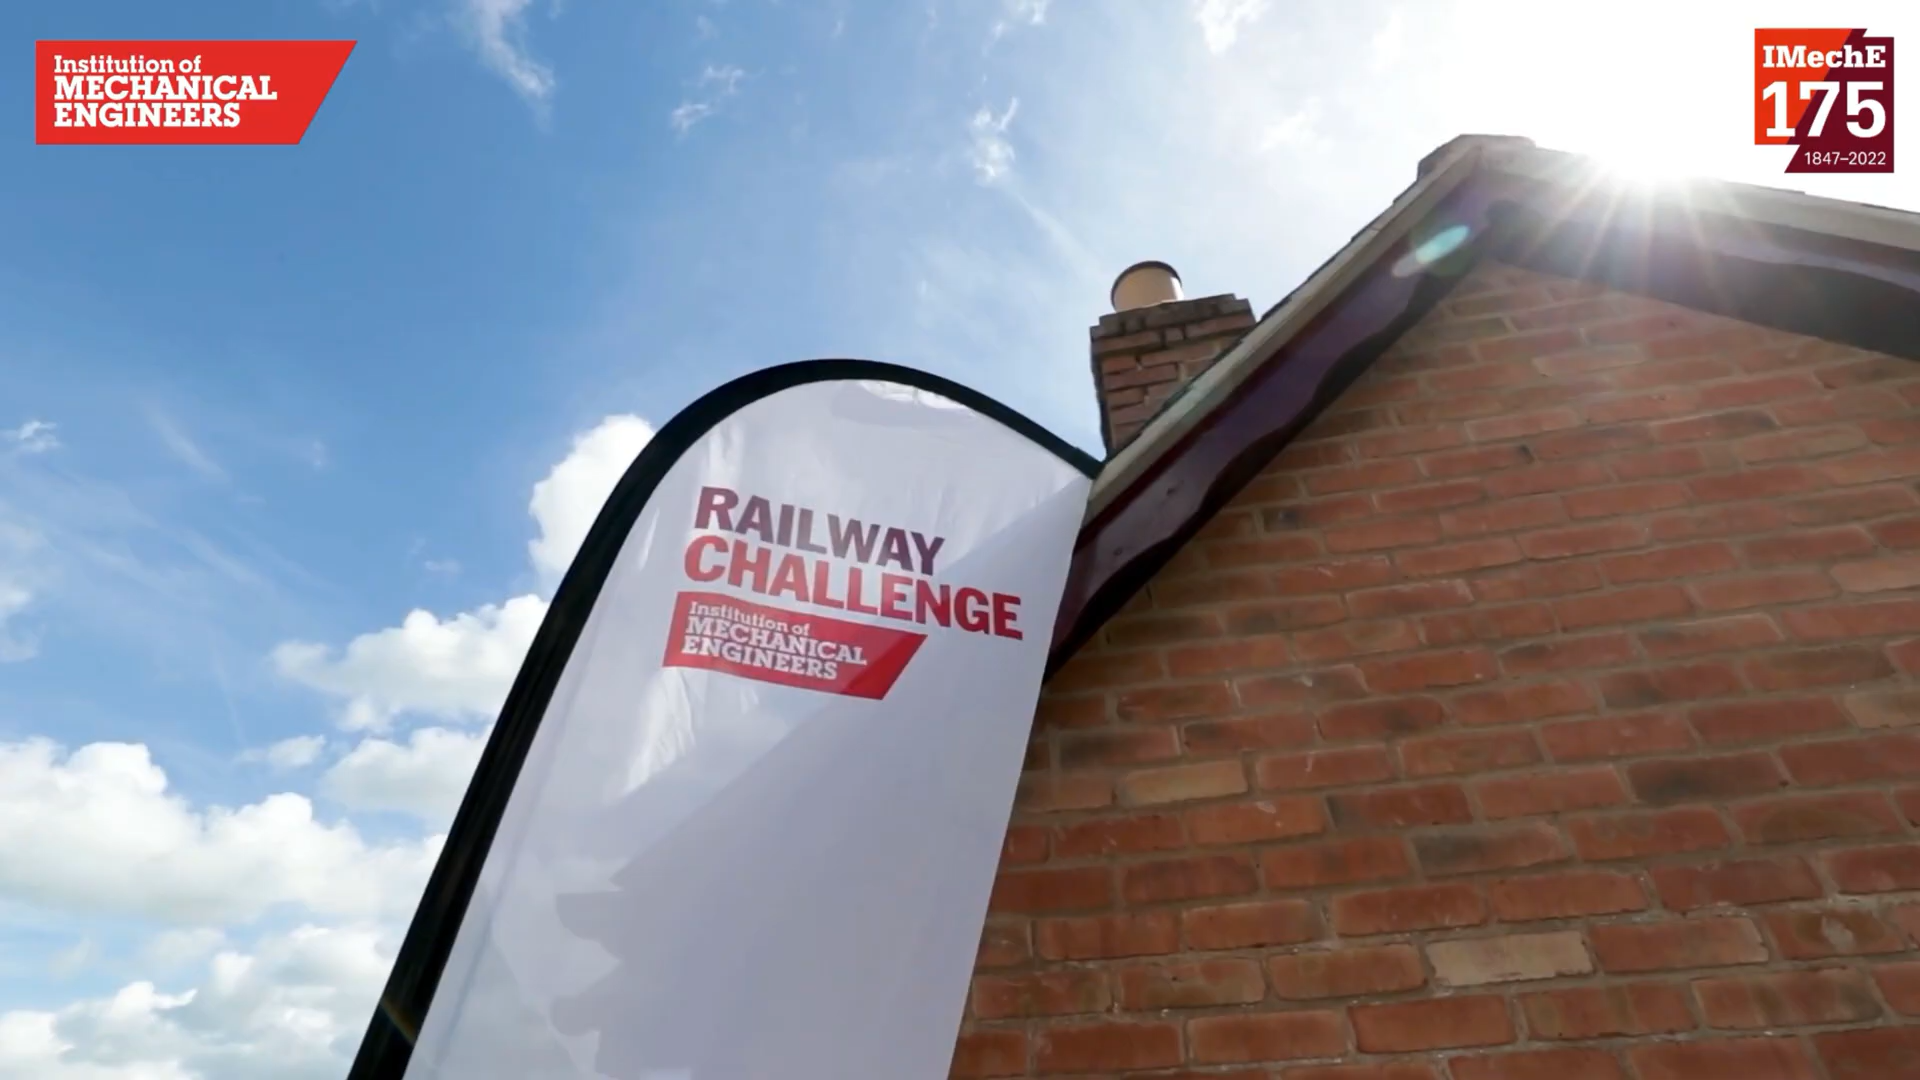 Institution of
MECHANICAL
ENGINEERS
IMechE
175
1847–2022
RAILWAY
CHALLENGE
Institution of
MECHANICAL
ENGINEERS